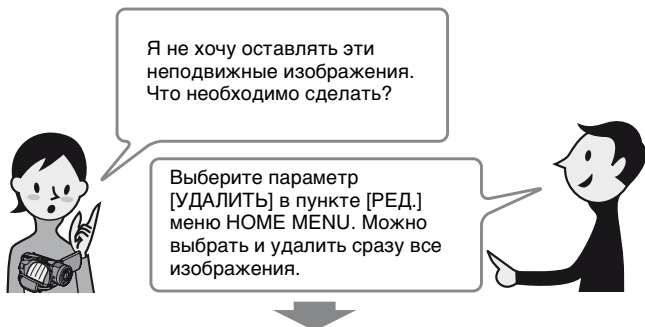 Я не хочу оставлять эти
неподвижные изображения.
Что необходимо сделать?
Выберите параметр
[УДАЛИТЬ] в пункте [РЕД.]
меню HOME MENU. Можно
выбрать и удалить сразу все
изображения.